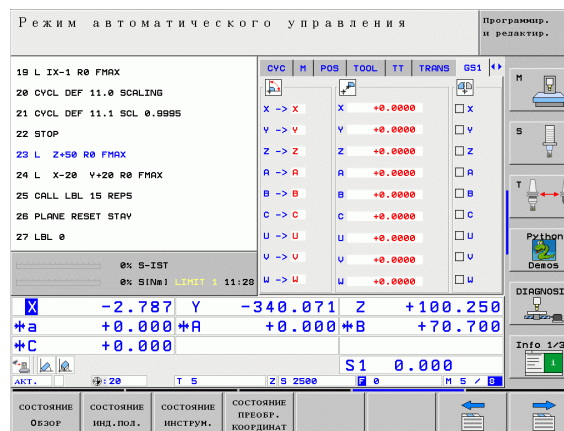 Режим автоматического управления
Программир.
и редактир.
19 L IX-1 R0 FMAX
20 CYCL DEF 11.0 SCALING
21 CYCL DEF 11.1 SCL 0.9995
22 STOP
23 L Z+50 R0 FMAX
24 L X-20 Y+20 R0 FMAX
25 CALL LBL 15 REP5
26 PLANE RESET STAY
27 LBL 0
0% S-IST
0% S[Nm] LIMIT 1 11:28
CYC M POS TOOL TT TRANS GS1
X -> X X +0.0000 X
Y -> Y Y +0.0000 Y
Z -> Z Z +0.0000 Z
A -> A A +0.0000 A
B -> B B +0.0000 B
C -> C C +0.0000 C
U -> U U +0.0000 U
V -> V V +0.0000 V
W -> W W +0.0000 W
X -2.787 Y -340.071 Z +100.250
a +0.000 A +0.000 B +70.700
C +0.000
S1 0.000
АКТ. : 20 T 5 Z S 2500 F 0 M 5 / 8
M
S
T
Python
Demos
DIAGNOSI
Info 1/3
1
СОСТОЯНИЕ
ОБЗОР
СОСТОЯНИЕ
ИНД.ПОЛ.
СОСТОЯНИЕ
ИНСТРУМ.
СОСТОЯНИЕ
ПРЕОБР.
КООРДИНАТ